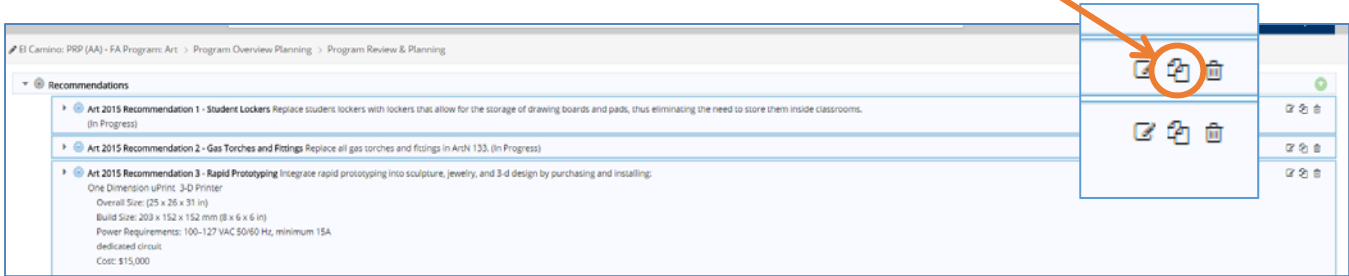 El Camino: PRP (AA) - FA Program: Art > Program Overview Planning > Program Review & Planning
Recommendations
Art 2015 Recommendation 1 - Student Lockers Replace student lockers with lockers that allow for the storage of drawing boards and pads, thus eliminating the need to store them inside classrooms.
(In Progress)
Art 2015 Recommendation 2 - Gas Torches and Fittings Replace all gas torches and fittings in ArtN 133. (In Progress)
Art 2015 Recommendation 3 - Rapid Prototyping Integrate rapid prototyping into sculpture, jewelry, and 3-d design by purchasing and installing:
One Dimension uPrint 3-D Printer
Overall Size: (25 x 26 x 31 in)
Build Size: 203 x 152 x 152 mm (8 x 6 x 6 in)
Power Requirements: 100–127 VAC 50/60 Hz, minimum 15A
dedicated circuit
Cost: $15,000